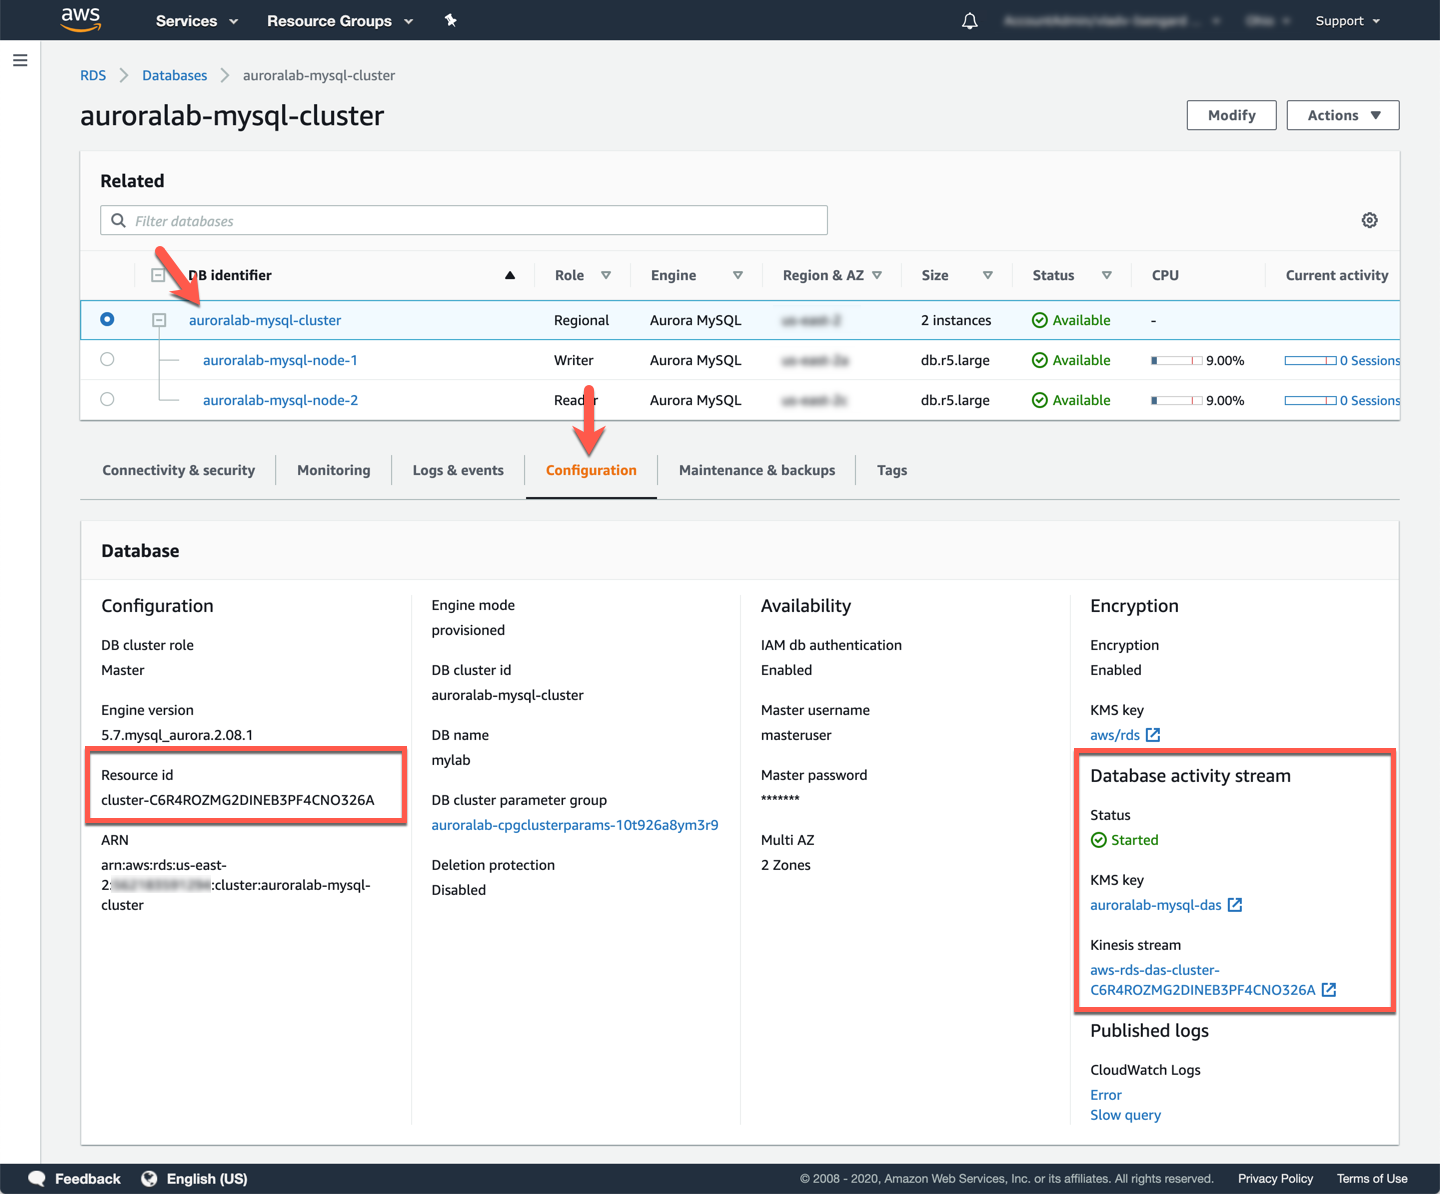 aws
Services
Resource Groups
Support
RDS
Databases
auroralab-mysql-cluster
auroralab-mysql-cluster
Modify
Actions
Related
Filter databases
DB identifier
Role
Engine
Region & AZ
Size
Status
CPU
Current activity
auroralab-mysql-cluster
Regional
Aurora MySQL
2 instances
Available
-
auroralab-mysql-node-1
Writer
Aurora MySQL
db.r5.large
Available
9.00%
0 Sessions
auroralab-mysql-node-2
Reader
Aurora MySQL
db.r5.large
Available
9.00%
0 Sessions
Connectivity & security
Monitoring
Logs & events
Configuration
Maintenance & backups
Tags
Database
Configuration
DB cluster role
Master
Engine version
5.7.mysql_aurora.2.08.1
Resource id
cluster-C6R4ROZMG2DINEB3PF4CNO326A
ARN
arn:aws:rds:us-east-
2: :cluster:auroralab-mysql-
cluster
Engine mode
provisioned
DB cluster id
auroralab-mysql-cluster
DB name
mylab
DB cluster parameter group
auroralab-cpgclusterparams-10t926a8ym3r9
Deletion protection
Disabled
Availability
IAM db authentication
Enabled
Master username
masteruser
Master password
*******
Multi AZ
2 Zones
Encryption
Encryption
Enabled
KMS key
aws/rds
Database activity stream
Status
Started
KMS key
auroralab-mysql-das
Kinesis stream
aws-rds-das-cluster-
C6R4ROZMG2DINEB3PF4CNO326A
Published logs
CloudWatch Logs
Error
Slow query
Feedback
English (US)
© 2008 - 2020, Amazon Web Services, Inc. or its affiliates. All rights reserved.
Privacy Policy
Terms of Use